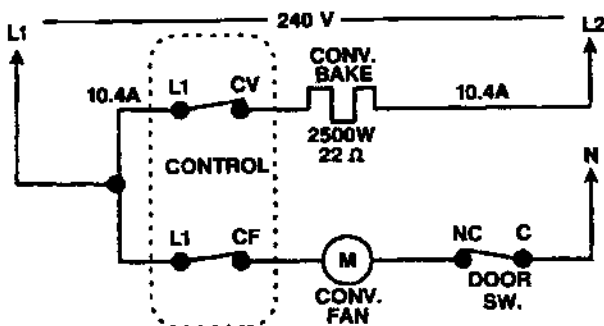 240 V
L1
L2
CONV.
BAKE
10.4A
L1
CV
10.4A
2500W
22 Ω
CONTROL
N
L1
CF
M
NC
C
CONV.
FAN
DOOR
SW.